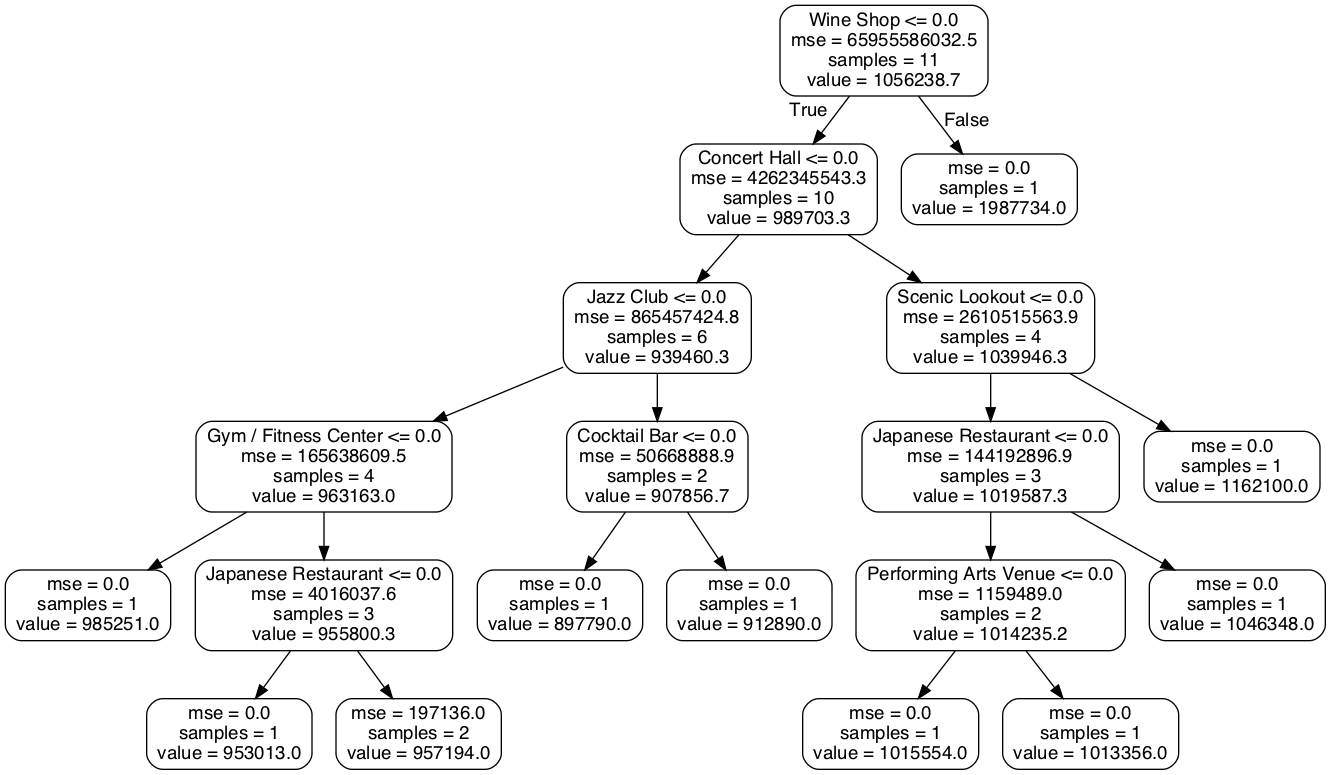 Wine Shop <= 0.0
mse = 65955586032.5
samples = 11
value = 1056238.7
True
False
Concert Hall <= 0.0
mse = 4262345543.3
samples = 10
value = 989703.3
mse = 0.0
samples = 1
value = 1987734.0
Jazz Club <= 0.0
mse = 865457424.8
samples = 6
value = 939460.3
Scenic Lookout <= 0.0
mse = 2610515563.9
samples = 4
value = 1039946.3
Gym / Fitness Center <= 0.0
mse = 165638609.5
samples = 4
value = 963163.0
Cocktail Bar <= 0.0
mse = 50668888.9
samples = 2
value = 907856.7
Japanese Restaurant <= 0.0
mse = 144192896.9
samples = 3
value = 1019587.3
mse = 0.0
samples = 1
value = 1162100.0
mse = 0.0
samples = 1
value = 985251.0
Japanese Restaurant <= 0.0
mse = 4016037.6
samples = 3
value = 955800.3
mse = 0.0
samples = 1
value = 897790.0
mse = 0.0
samples = 1
value = 912890.0
Performing Arts Venue <= 0.0
mse = 1159489.0
samples = 2
value = 1014235.2
mse = 0.0
samples = 1
value = 1046348.0
mse = 0.0
samples = 1
value = 953013.0
mse = 197136.0
samples = 2
value = 957194.0
mse = 0.0
samples = 1
value = 1015554.0
mse = 0.0
samples = 1
value = 1013356.0